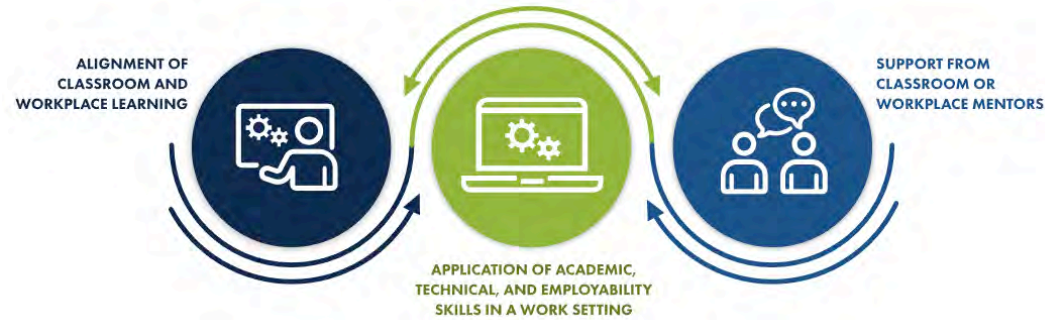 ALIGNMENT OF
CLASSROOM AND
WORKPLACE LEARNING
APPLICATION OF ACADEMIC,
TECHNICAL, AND EMPLOYABILITY
SKILLS IN A WORK SETTING
SUPPORT FROM
CLASSROOM OR
WORKPLACE MENTORS